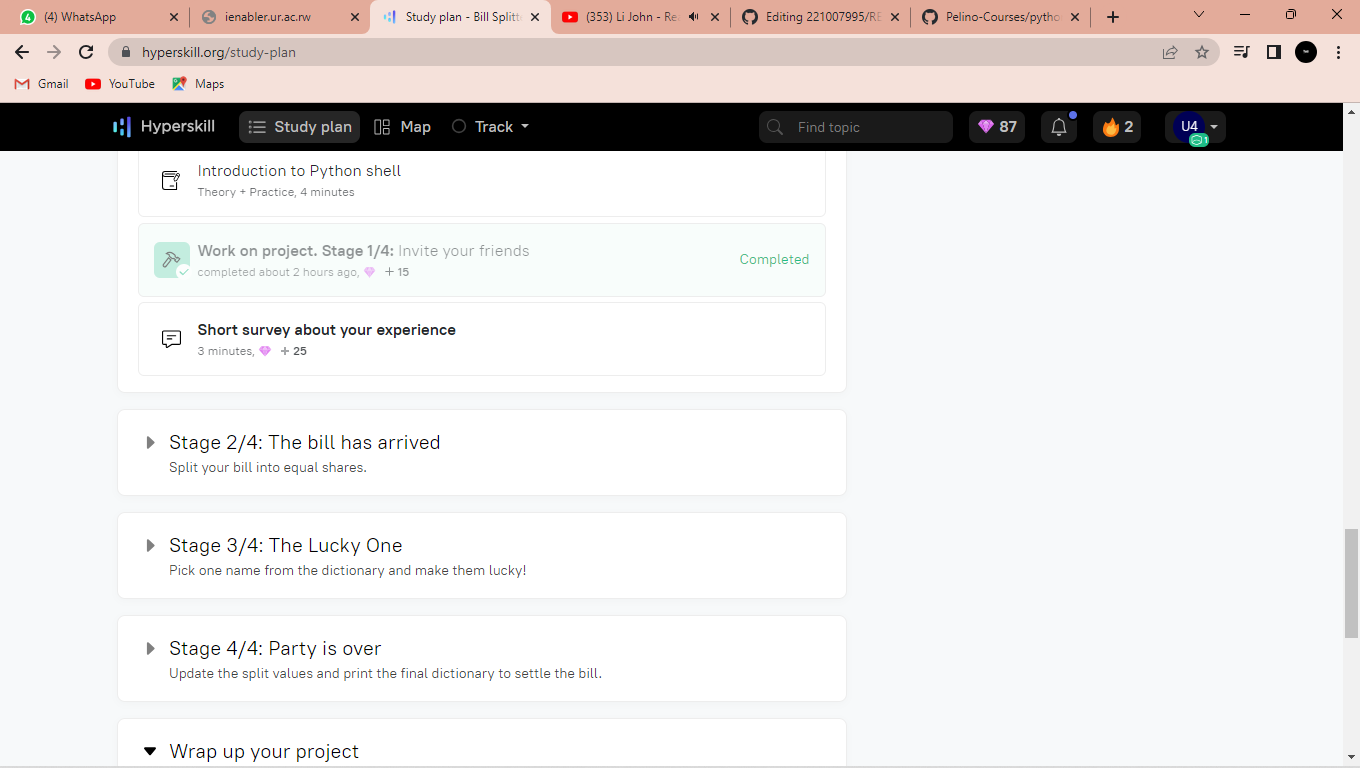 (4) WhatsApp
ienabler.ur.ac.rw
Study plan - Bill Splitt
(353) Li John - Re
Editing 221007995/RE
Pelino-Courses/pytho
hyperskill.org/study-plan
Gmail
YouTube
Maps
Hyperskill
Study plan
Map
Track
Find topic
87
2
U4
1
Introduction to Python shell
Theory + Practice, 4 minutes
Work on project. Stage 1/4: Invite your friends
completed about 2 hours ago, + 15
Completed
Short survey about your experience
3 minutes, + 25
Stage 2/4: The bill has arrived
Split your bill into equal shares.
Stage 3/4: The Lucky One
Pick one name from the dictionary and make them lucky!
Stage 4/4: Party is over
Update the split values and print the final dictionary to settle the bill.
Wrap up your project